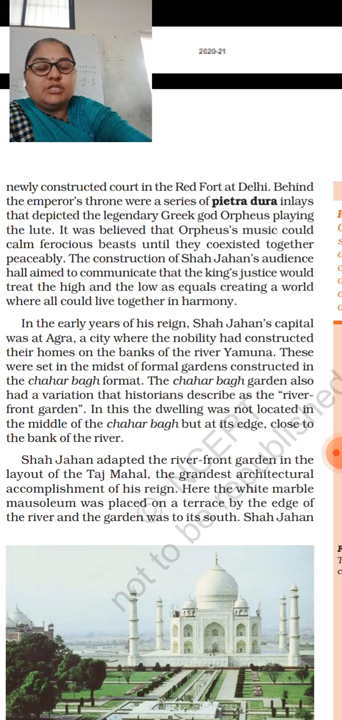 2020-21
newly constructed court in the Red Fort at Delhi. Behind
the emperor's throne were a series of pietra dura inlays
that depicted the legendary Greek god Orpheus playing
the lute. It was believed that Orpheus's music could
calm ferocious beasts until they coexisted together
peaceably. The construction of Shah Jahan's audience
hall aimed to communicate that the king's justice would
treat the high and the low as equals creating a world
where all could live together in harmony.
In the early years of his reign, Shah Jahan's capital
was at Agra, a city where the nobility had constructed
their homes on the banks of the river Yamuna. These
were set in the midst of formal gardens constructed in
the chahar bagh format. The chahar bagh garden also
had a variation that historians describe as the "river-
front garden". In this the dwelling was not located in
the middle of the chahar bagh but at its edge, close to
the bank of the river.
Shah Jahan adapted the river-front garden in the
layout of the Taj Mahal, the grandest architectural
accomplishment of his reign. Here the white marble
mausoleum was placed on a terrace by the edge of
the river and the garden was to its south. Shah Jahan
© NCERT
not to be republished